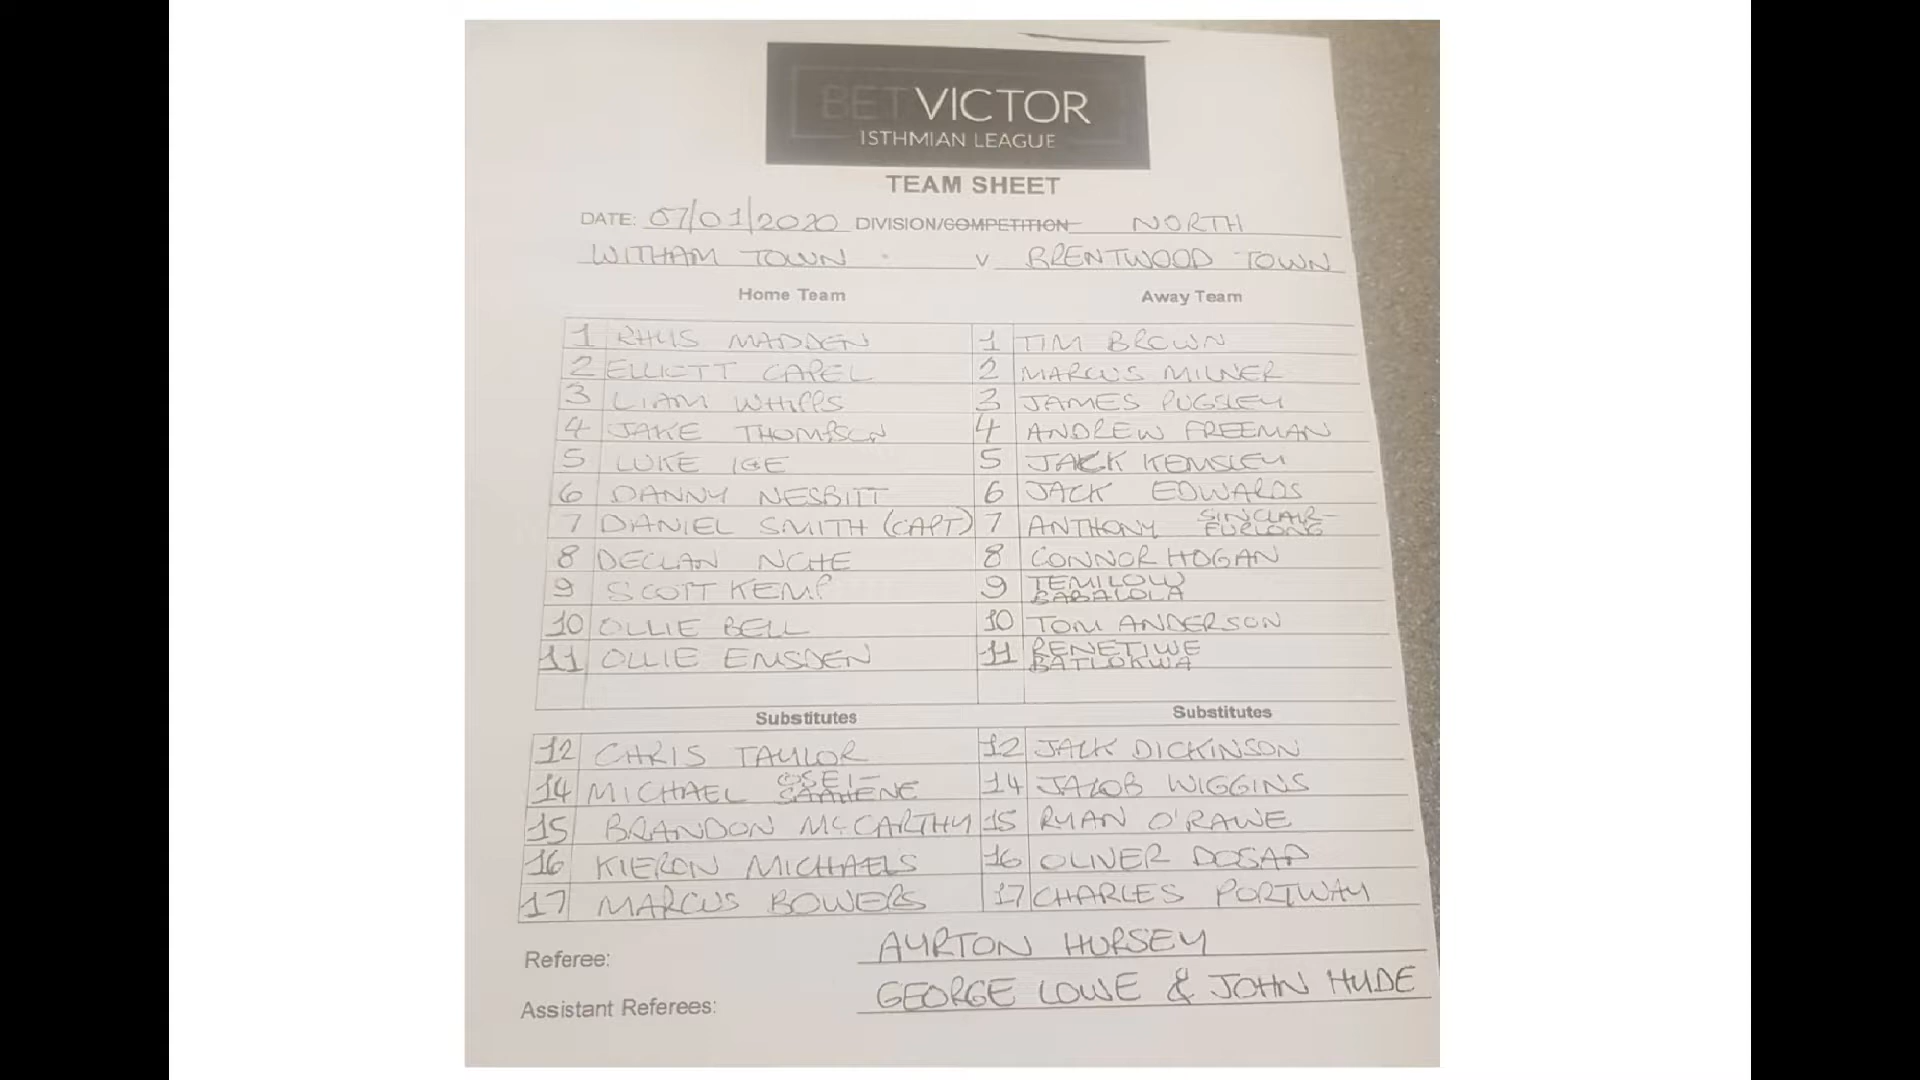 BETVICTOR
ISTHMIAN LEAGUE
TEAM SHEET
DATE: 07/01/2020 DIVISION/COMPETITION NORTH
WITHAM TOWN v BRENTWOOD TOWN
Home Team Away Team
1 RHYS MADDEN 1 TIM BROWN
2 ELLIOTT CAPEL 2 MARCUS MILNER
3 LIAM WHIPPS 3 JAMES PUGSLEY
4 JAKE THOMPSON 4 ANDREW FREEMAN
5 LUKE IGE 5 JACK KEMSLEY
6 DANNY NESBITT 6 JACK EDWARDS
7 DANIEL SMITH (CAPT) 7 ANTHONY SINCLAIR-FURLONG
8 DECLAN NCHE 8 CONNOR HOGAN
9 SCOTT KEMP 9 TEMILOW BABALOLA
10 OLLIE BELL 10 TOM ANDERSON
11 OLLIE EMSDEN 11 RENETIWE BATLOKWA
Substitutes Substitutes
12 CHRIS TAYLOR 12 JACK DICKINSON
14 MICHAEL OSEI-SAAHENE 14 JACOB WIGGINS
15 BRANDON McCARTHY 15 RYAN O'RAWE
16 KIERON MICHAELS 16 OLIVER DOSAP
17 MARCUS BOWERS 17 CHARLES PORTWAY
Referee: AYRTON HURSEY
Assistant Referees: GEORGE LOWE & JOHN HYDE